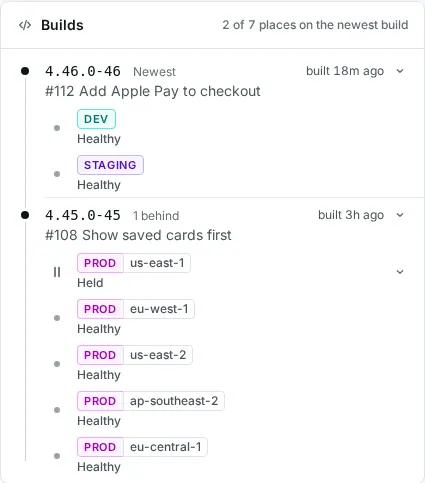 Builds 2 of 7 places on the newest build
4.46.0-46 Newest built 18m ago
#112 Add Apple Pay to checkout
DEV
Healthy
STAGING
Healthy
4.45.0-45 1 behind built 3h ago
#108 Show saved cards first
PROD us-east-1
Held
PROD eu-west-1
Healthy
PROD us-east-2
Healthy
PROD ap-southeast-2
Healthy
PROD eu-central-1
Healthy